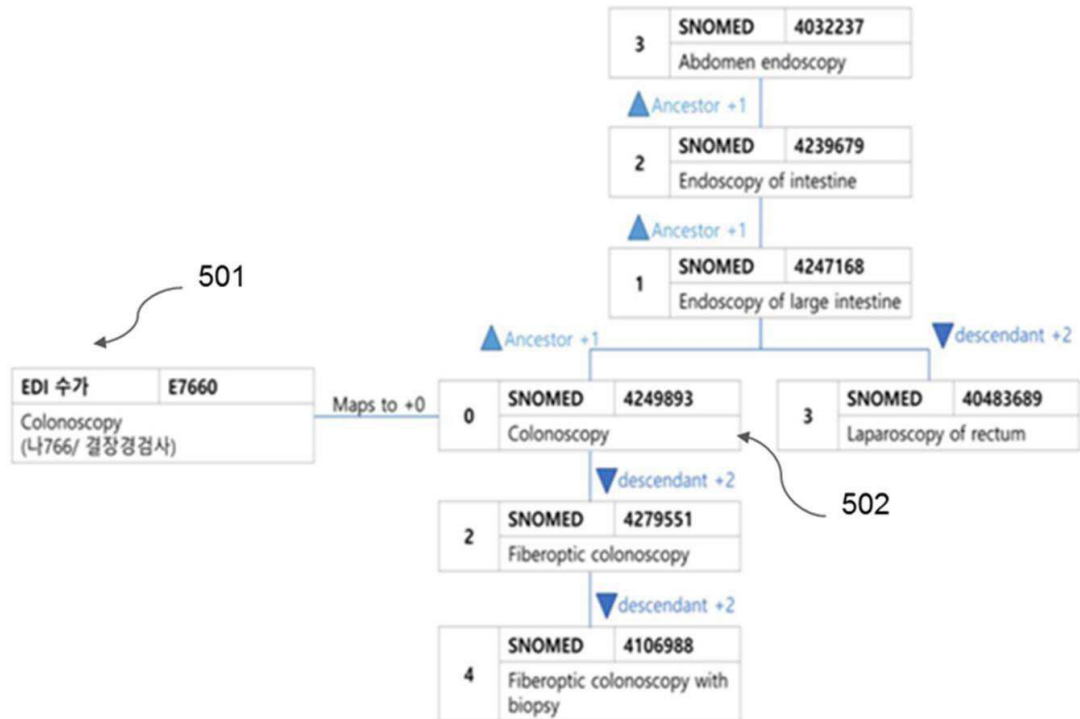 3 SNOMED 4032237
Abdomen endoscopy
Ancestor +1
2 SNOMED 4239679
Endoscopy of intestine
Ancestor +1
1 SNOMED 4247168
Endoscopy of large intestine
501
Ancestor +1
descendant +2
EDI 수가 E7660
Colonoscopy
(나766/ 결장경검사)
Maps to +0
0 SNOMED 4249893
Colonoscopy
3 SNOMED 40483689
Laparoscopy of rectum
descendant +2
502
2 SNOMED 4279551
Fiberoptic colonoscopy
descendant +2
4 SNOMED 4106988
Fiberoptic colonoscopy with
biopsy